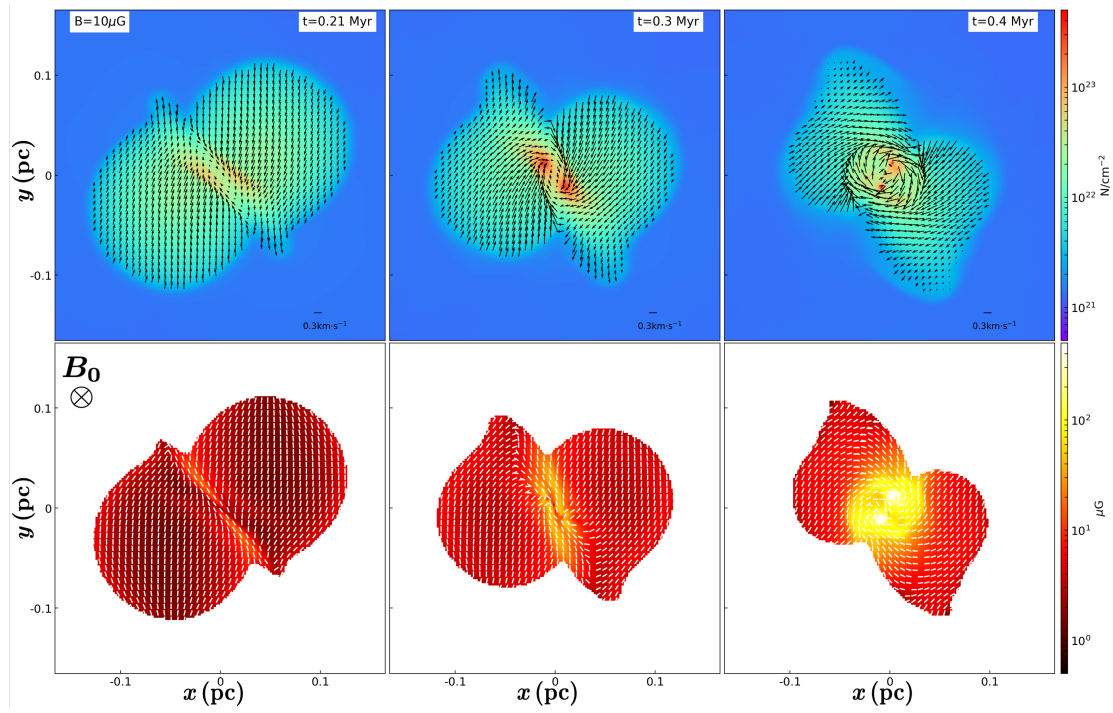 B=10μG
t=0.21 Myr
t=0.3 Myr
t=0.4 Myr
0.1
0
-0.1
y (pc)
0.3km·s⁻¹
0.3km·s⁻¹
0.3km·s⁻¹
10²³
10²²
10²¹
N/cm⁻²
B₀
0.1
0
-0.1
y (pc)
10²
10¹
10⁰
μG
-0.1 0 0.1
-0.1 0 0.1
-0.1 0 0.1
x (pc)
x (pc)
x (pc)